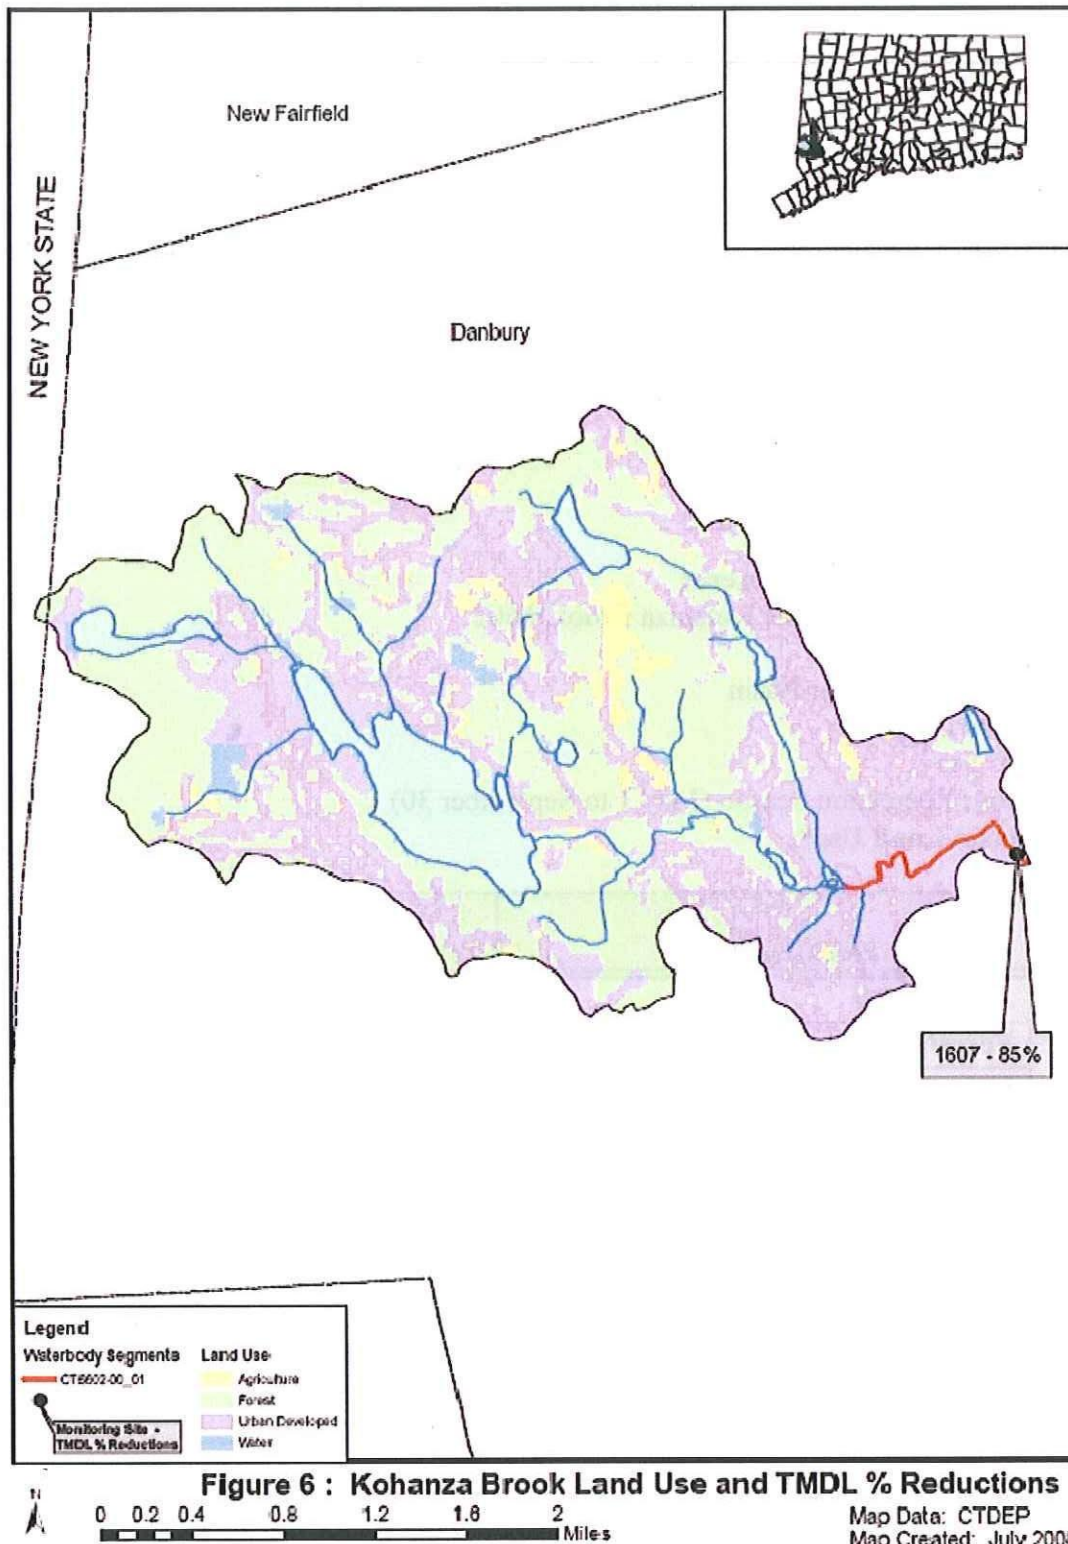 New Fairfield
NEW YORK STATE
Danbury
1607 - 85%
Legend
Waterbody Segments
CT6602-00_01
Monitoring Site -
TMDL % Reductions
Land Use
Agriculture
Forest
Urban Developed
Water
Figure 6 : Kohanza Brook Land Use and TMDL % Reductions
N
0 0.2 0.4 0.8 1.2 1.6 2
Miles
Map Data: CTDEP
Map Created: July